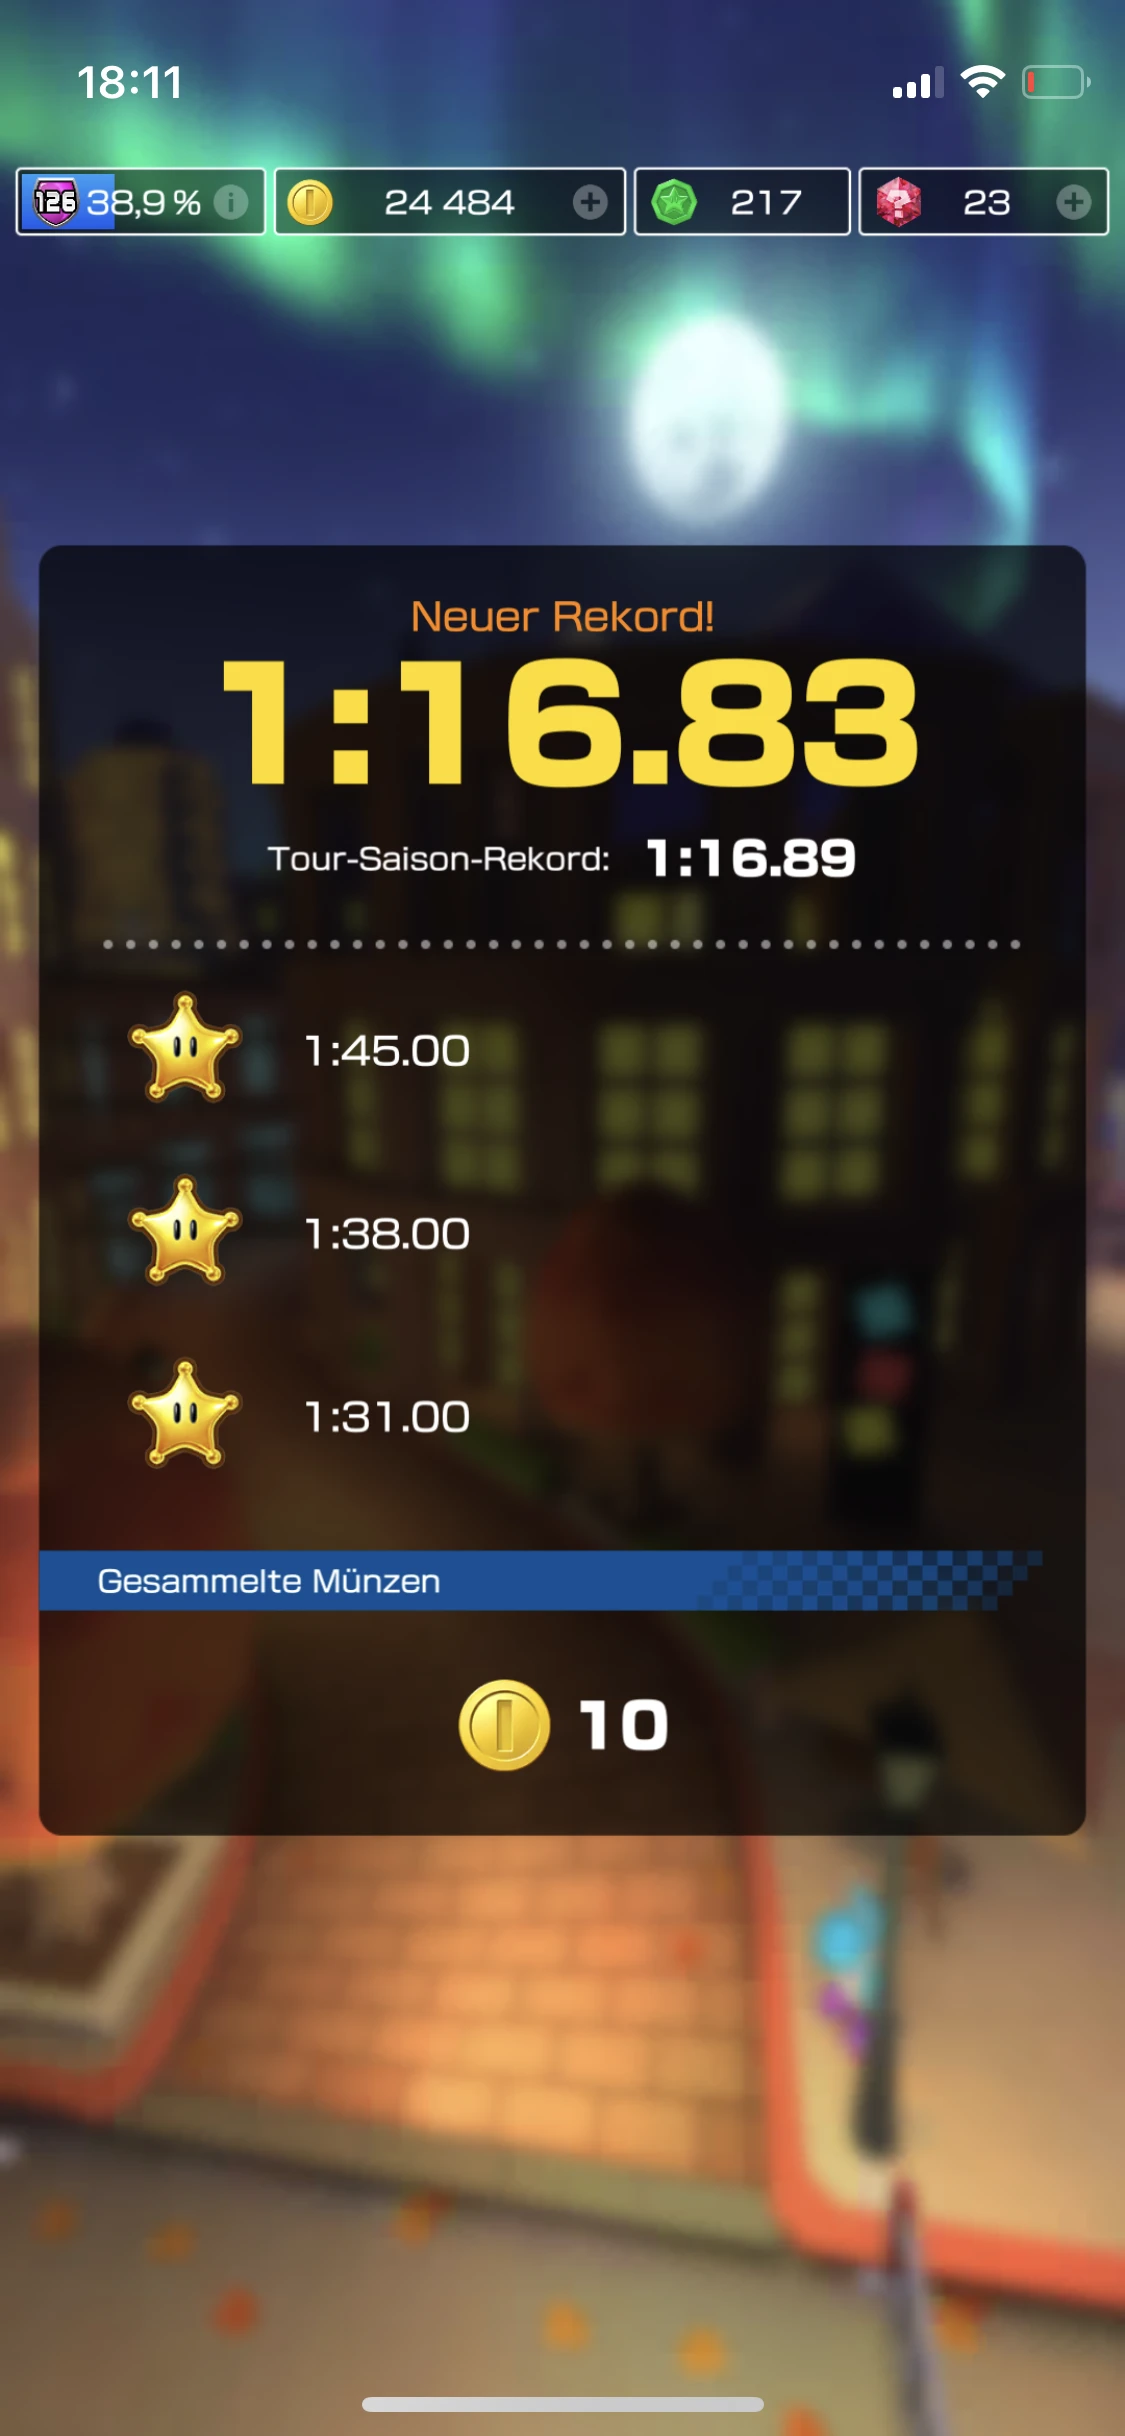 18:11
126 38,9 % i 24 484 + 217 ? 23 +
Neuer Rekord!
1:16.83
Tour-Saison-Rekord: 1:16.89
1:45.00
1:38.00
1:31.00
Gesammelte Münzen
10